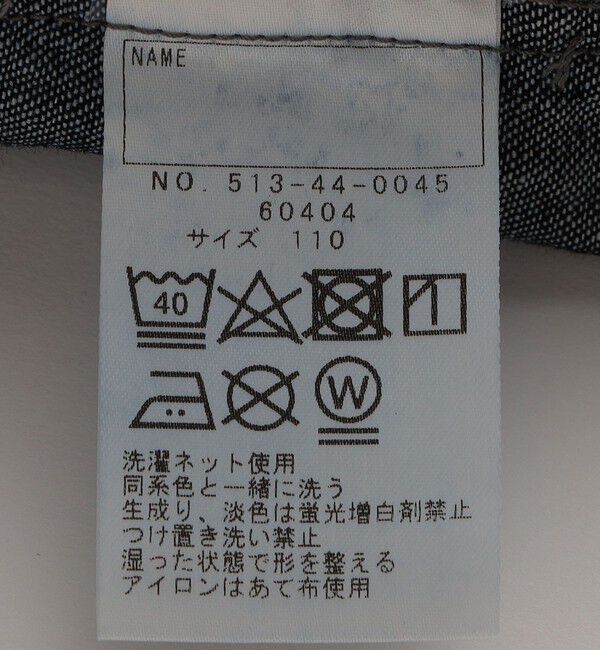 NAME
NO. 513-44-0045
60404
サイズ 110
40
W
洗濯ネット使用
同系色と一緒に洗う
生成り、淡色は蛍光増白剤禁止
つけ置き洗い禁止
湿った状態で形を整える
アイロンはあて布使用